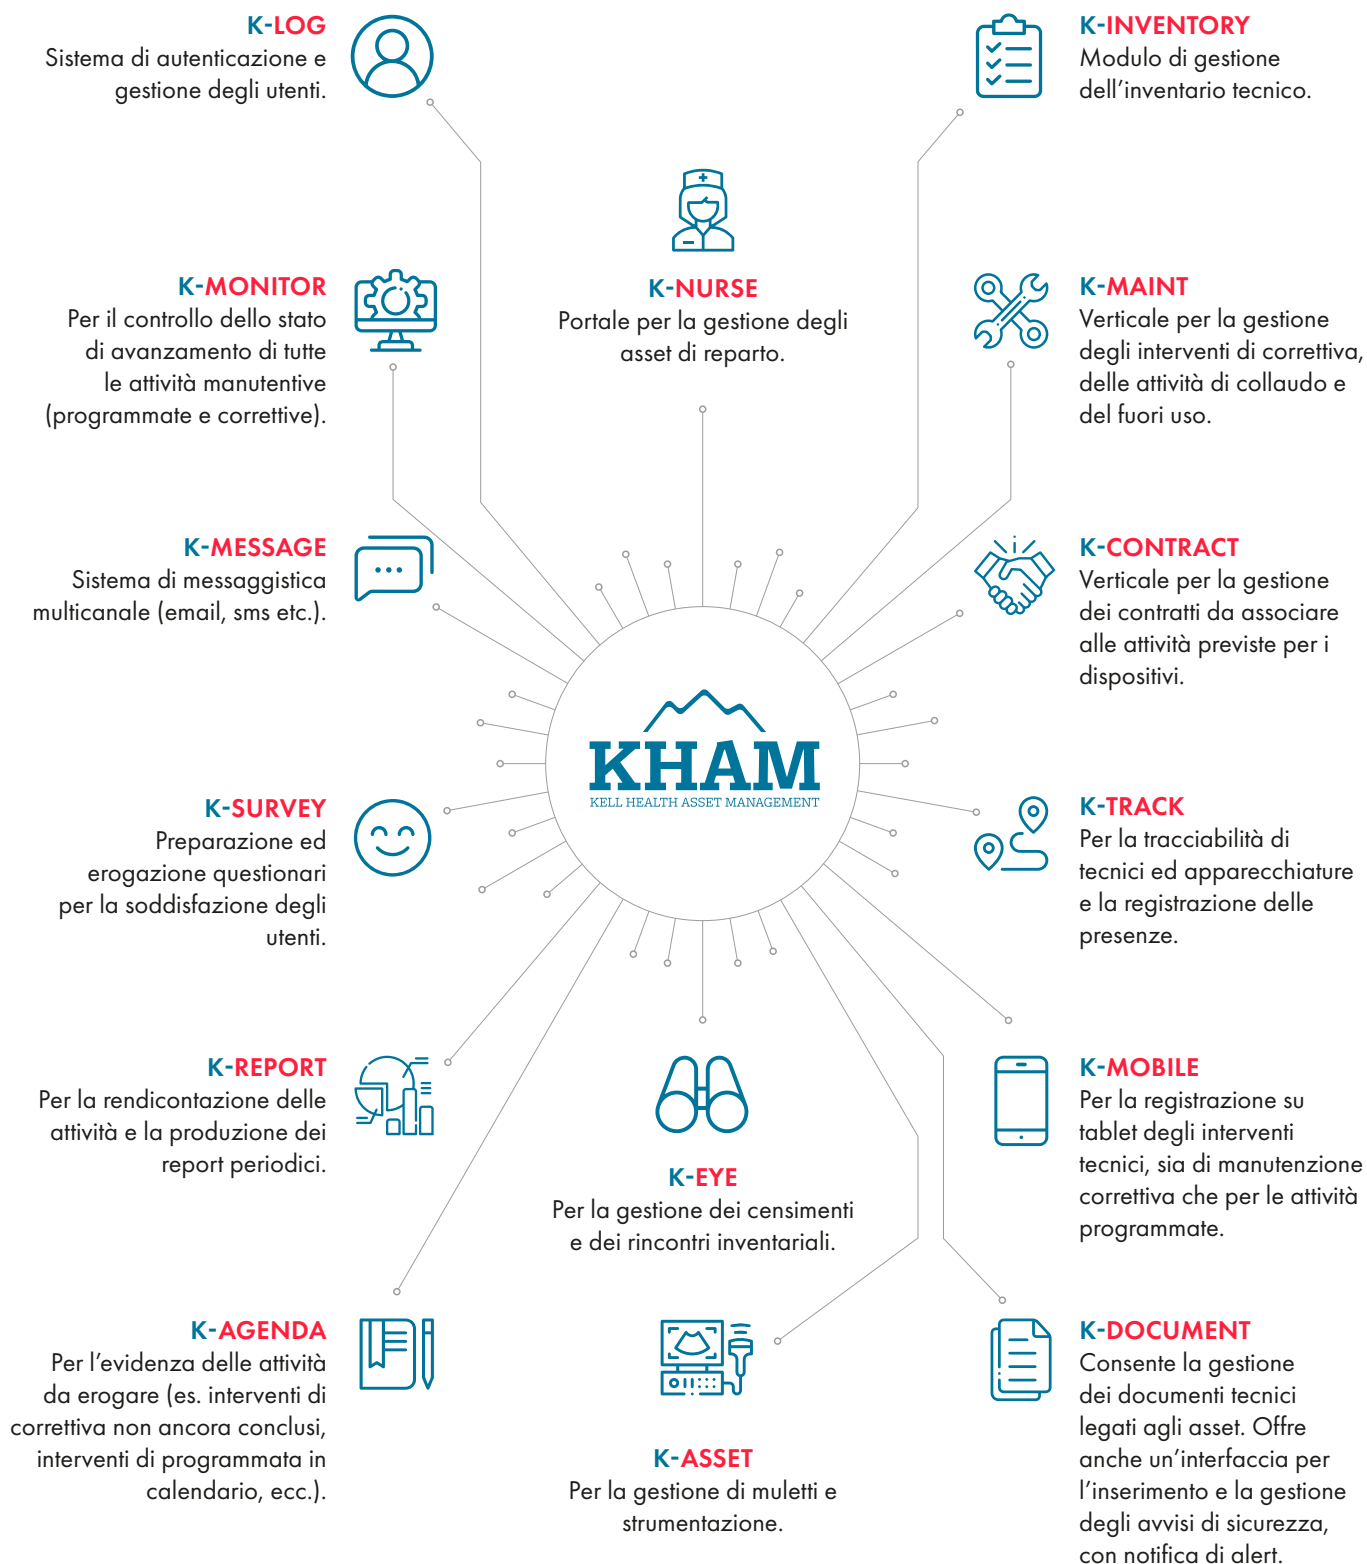 K-LOG
Sistema di autenticazione e
gestione degli utenti.
K-INVENTORY
Modulo di gestione
dell'inventario tecnico.
K-NURSE
Portale per la gestione degli
asset di reparto.
K-MONITOR
Per il controllo dello stato
di avanzamento di tutte
le attività manutentive
(programmate e correttive).
K-MAINT
Verticale per la gestione
degli interventi di correttiva,
delle attività di collaudo e
del fuori uso.
K-MESSAGE
Sistema di messaggistica
multicanale (email, sms etc.).
K-CONTRACT
Verticale per la gestione
dei contratti da associare
alle attività previste per i
dispositivi.
KHAM
KELL HEALTH ASSET MANAGEMENT
K-SURVEY
Preparazione ed
erogazione questionari
per la soddisfazione degli
utenti.
K-TRACK
Per la tracciabilità di
tecnici ed apparecchiature
e la registrazione delle
presenze.
K-REPORT
Per la rendicontazione delle
attività e la produzione dei
report periodici.
K-EYE
Per la gestione dei censimenti
e dei rincontri inventariali.
K-MOBILE
Per la registrazione su
tablet degli interventi
tecnici, sia di manutenzione
correttiva che per le attività
programmate.
K-AGENDA
Per l'evidenza delle attività
da erogare (es. interventi di
correttiva non ancora conclusi,
interventi di programmata in
calendario, ecc.).
K-ASSET
Per la gestione di muletti e
strumentazione.
K-DOCUMENT
Consente la gestione
dei documenti tecnici
legati agli asset. Offre
anche un'interfaccia per
l'inserimento e la gestione
degli avvisi di sicurezza,
con notifica di alert.